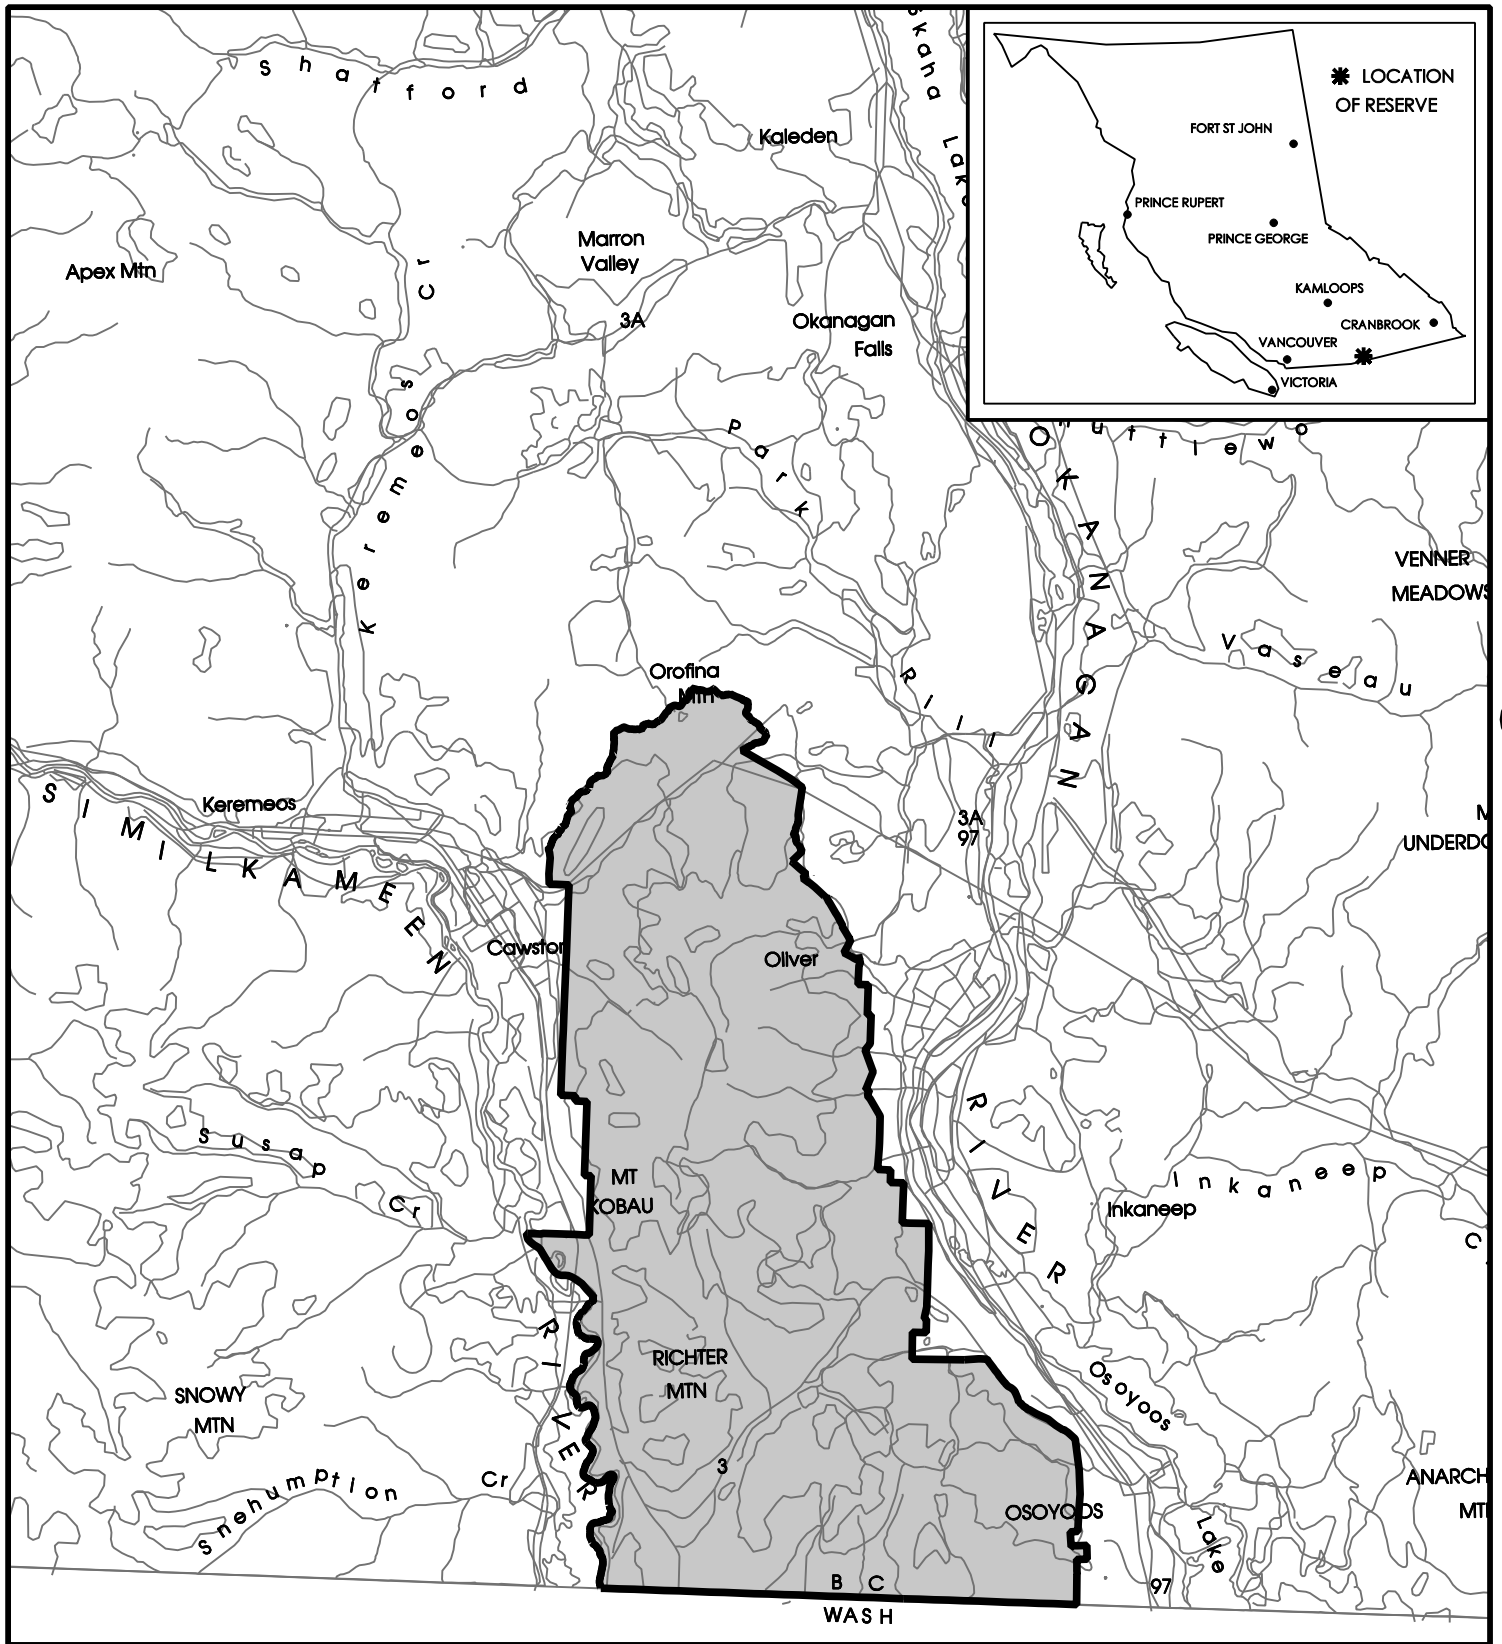 Shatford
Skaha Lake
LOCATION
OF RESERVE
FORT ST JOHN
PRINCE RUPERT
PRINCE GEORGE
KAMLOOPS
CRANBROOK
VANCOUVER
VICTORIA
Kaleden
Marron
Valley
Apex Mtn
3A
Okanagan
Falls
Keremeos Cr
Park
Rill
OKANAGAN
RIVER
VENNER
MEADOWS
Vaseau
Orofina
Mtn
SIMILKAMEEN
RIVER
Keremeos
3A
97
Cawston
Oliver
Susap Cr
MT
KOBAU
Inkaneep
Inkaneep
C
RICHTER
MTN
SNOWY
MTN
Osoyoos
Lake
Snehumption Cr
3
ANARCH
MT
OSOYOOS
B C
WASH
97